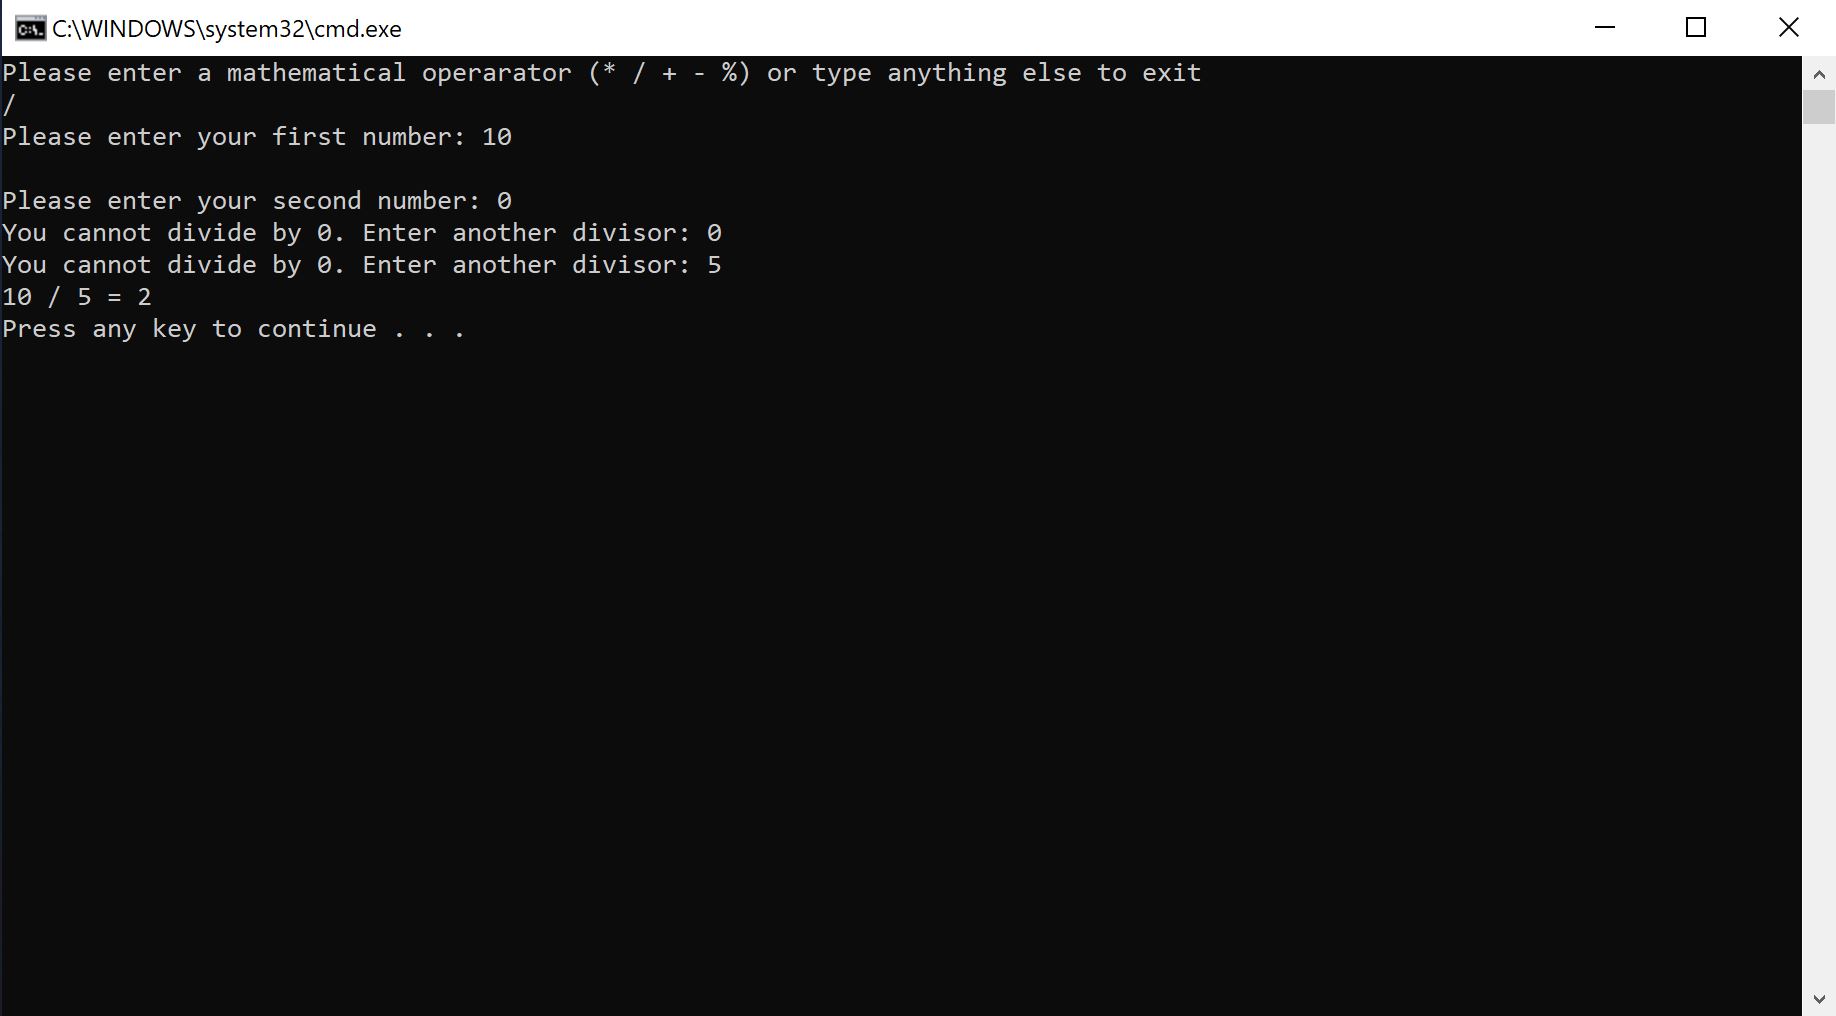 C:\WINDOWS\system32\cmd.exe
Please enter a mathematical operarator (* / + - %) or type anything else to exit
/
Please enter your first number: 10
Please enter your second number: 0
You cannot divide by 0. Enter another divisor: 0
You cannot divide by 0. Enter another divisor: 5
10 / 5 = 2
Press any key to continue . . .